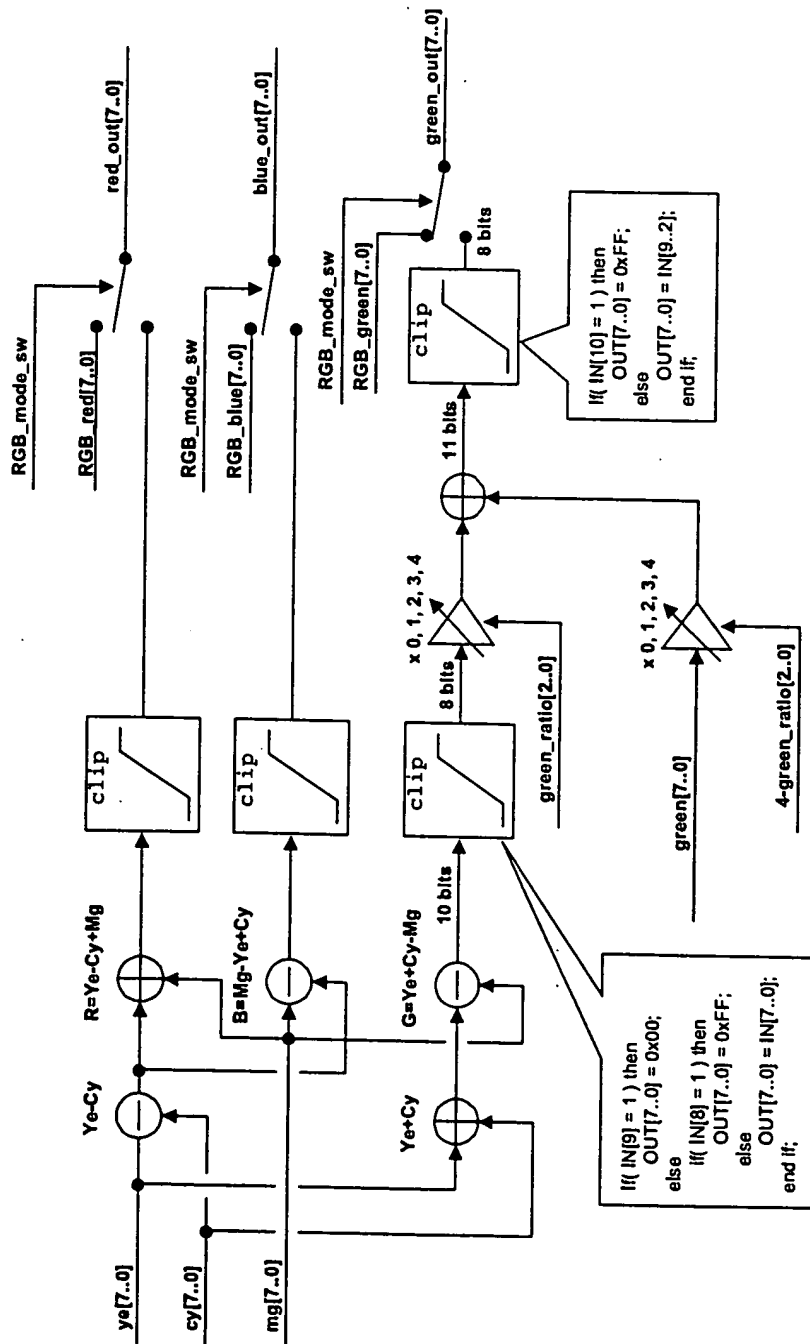 ye[7..0]
cy[7..0]
mg[7..0]
Ye-Cy
R=Ye-Cy+Mg
B=Mg-Ye+Cy
Ye+Cy
G=Ye+Cy-Mg
10 bits
clip
clip
clip
8 bits
x 0, 1, 2, 3, 4
green_ratio[2..0]
green[7..0]
4-green_ratio[2..0]
x 0, 1, 2, 3, 4
11 bits
clip
8 bits
RGB_mode_sw
RGB_red[7..0]
red_out[7..0]
RGB_mode_sw
RGB_blue[7..0]
blue_out[7..0]
RGB_mode_sw
RGB_green[7..0]
green_out[7..0]
If( IN[9] = 1 ) then
OUT[7..0] = 0x00;
else
If( IN[8] = 1 ) then
OUT[7..0] = 0xFF;
else
OUT[7..0] = IN[7..0];
end if;
If( IN[10] = 1 ) then
OUT[7..0] = 0xFF;
else
OUT[7..0] = IN[9..2];
end if;